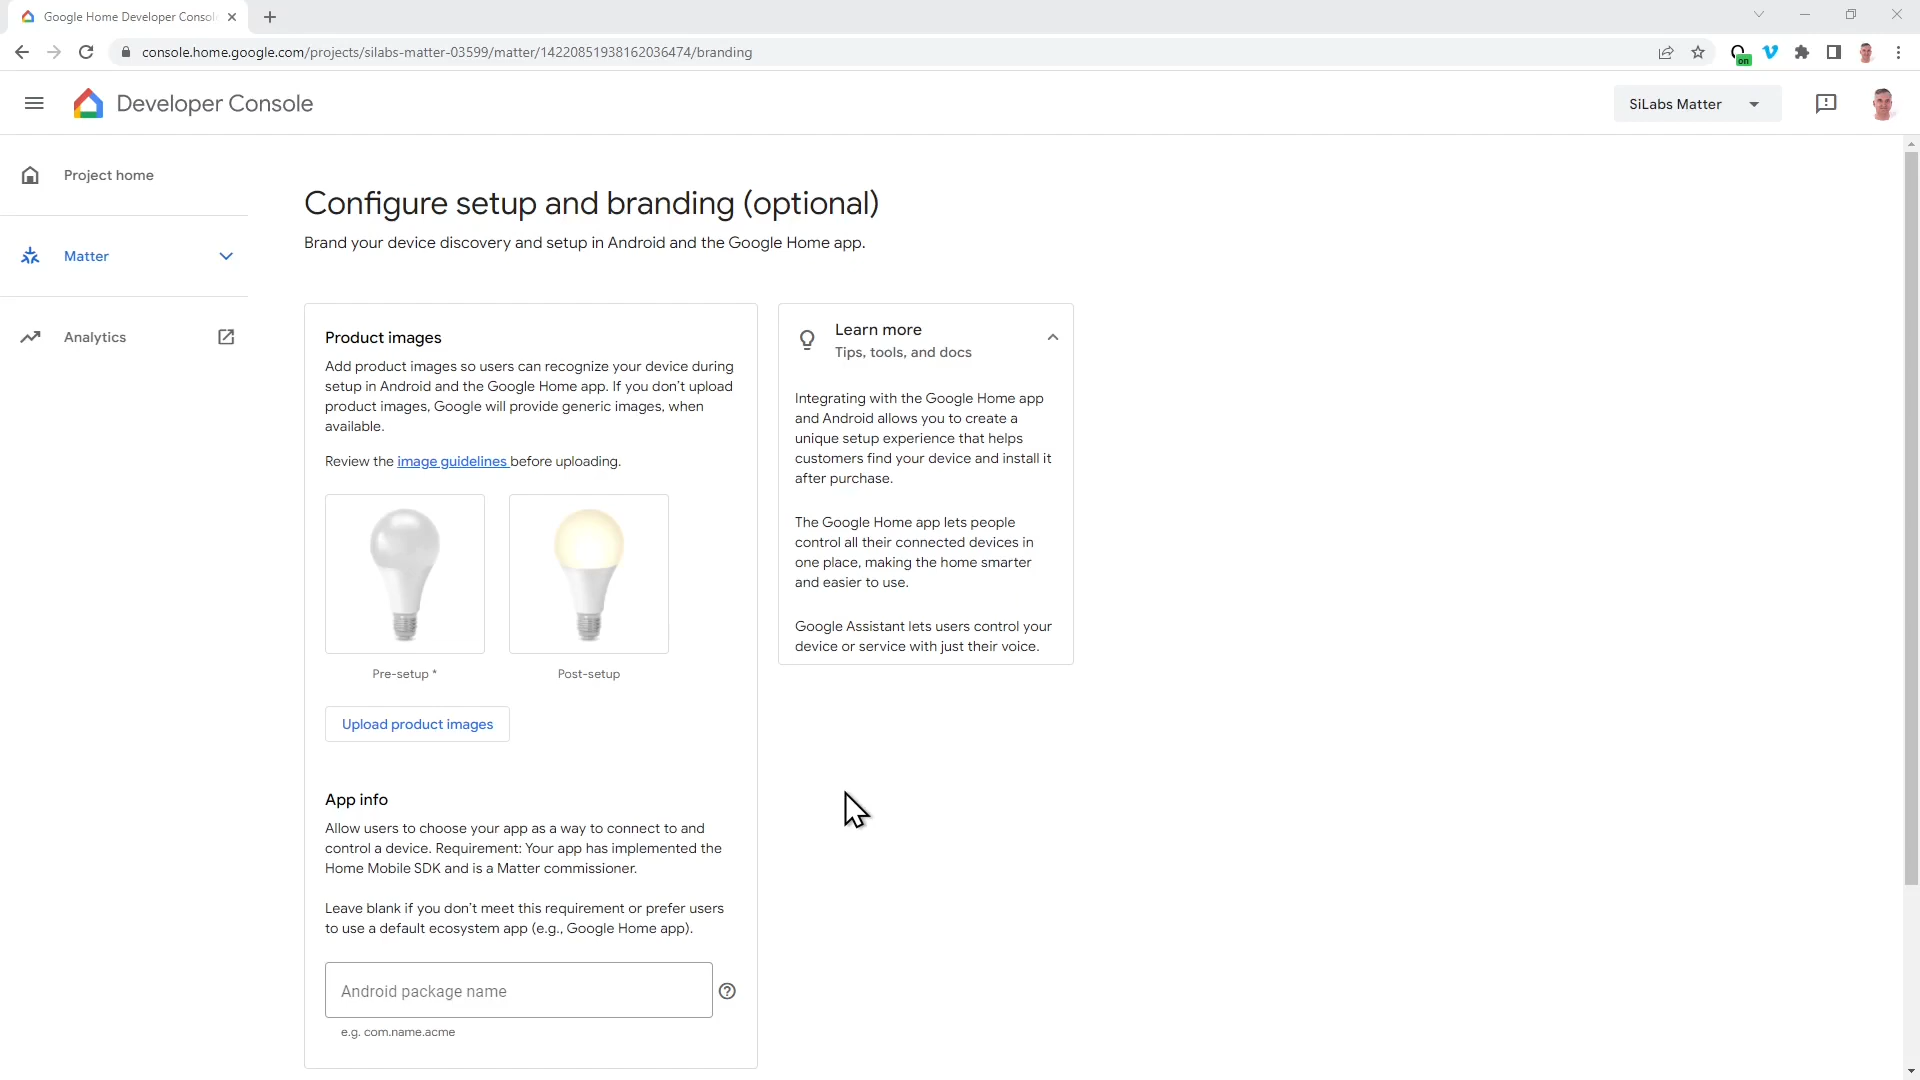 Google Home Developer Consol
console.home.google.com/projects/silabs-matter-03599/matter/14220851938162036474/branding
on
Developer Console
SiLabs Matter
Project home
Matter
Analytics
Configure setup and branding (optional)
Brand your device discovery and setup in Android and the Google Home app.
Product images
Add product images so users can recognize your device during
setup in Android and the Google Home app. If you don't upload
product images, Google will provide generic images, when
available.
Review the image guidelines before uploading.
Pre-setup *
Post-setup
Upload product images
App info
Allow users to choose your app as a way to connect to and
control a device. Requirement: Your app has implemented the
Home Mobile SDK and is a Matter commissioner.
Leave blank if you don't meet this requirement or prefer users
to use a default ecosystem app (e.g., Google Home app).
Android package name
e.g. com.name.acme
Learn more
Tips, tools, and docs
Integrating with the Google Home app
and Android allows you to create a
unique setup experience that helps
customers find your device and install it
after purchase.
The Google Home app lets people
control all their connected devices in
one place, making the home smarter
and easier to use.
Google Assistant lets users control your
device or service with just their voice.